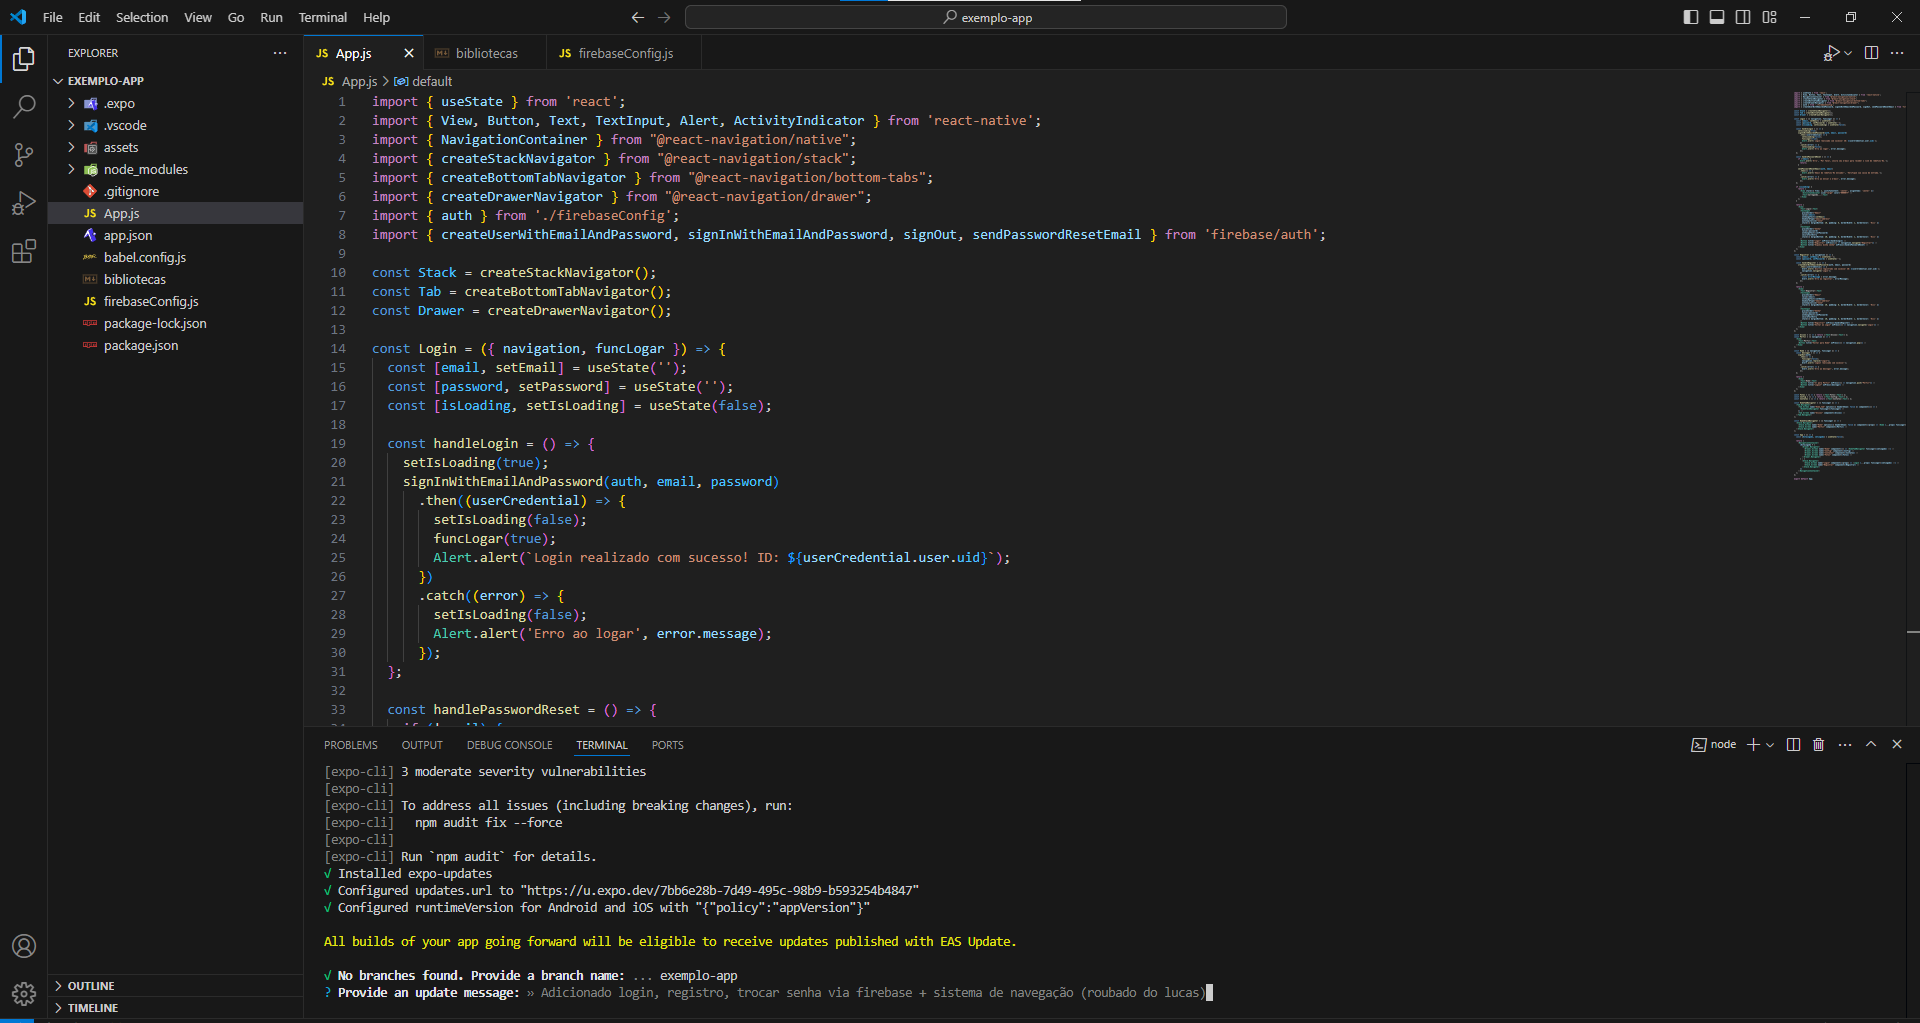 File Edit Selection View Go Run Terminal Help
exemplo-app
EXPLORER
EXEMPLO-APP
.expo
.vscode
assets
node_modules
.gitignore
JS App.js
app.json
babel.config.js
bibliotecas
JS firebaseConfig.js
package-lock.json
package.json
OUTLINE
TIMELINE
JS App.js
bibliotecas
JS firebaseConfig.js
JS App.js > default
1 import { useState } from 'react';
2 import { View, Button, Text, TextInput, Alert, ActivityIndicator } from 'react-native';
3 import { NavigationContainer } from "@react-navigation/native";
4 import { createStackNavigator } from "@react-navigation/stack";
5 import { createBottomTabNavigator } from "@react-navigation/bottom-tabs";
6 import { createDrawerNavigator } from "@react-navigation/drawer";
7 import { auth } from './firebaseConfig';
8 import { createUserWithEmailAndPassword, signInWithEmailAndPassword, signOut, sendPasswordResetEmail } from 'firebase/auth';
9
10 const Stack = createStackNavigator();
11 const Tab = createBottomTabNavigator();
12 const Drawer = createDrawerNavigator();
13
14 const Login = ({ navigation, funcLogar }) => {
15 const [email, setEmail] = useState('');
16 const [password, setPassword] = useState('');
17 const [isLoading, setIsLoading] = useState(false);
18
19 const handleLogin = () => {
20 setIsLoading(true);
21 signInWithEmailAndPassword(auth, email, password)
22 .then((userCredential) => {
23 setIsLoading(false);
24 funcLogar(true);
25 Alert.alert(`Login realizado com sucesso! ID: ${userCredential.user.uid}`);
26 })
27 .catch((error) => {
28 setIsLoading(false);
29 Alert.alert('Erro ao logar', error.message);
30 });
31 };
32
33 const handlePasswordReset = () => {
PROBLEMS OUTPUT DEBUG CONSOLE TERMINAL PORTS
node
[expo-cli] 3 moderate severity vulnerabilities
[expo-cli]
[expo-cli] To address all issues (including breaking changes), run:
[expo-cli] npm audit fix --force
[expo-cli]
[expo-cli] Run `npm audit` for details.
√ Installed expo-updates
√ Configured updates.url to "https://u.expo.dev/7bb6e28b-7d49-495c-98b9-b593254b4847"
√ Configured runtimeVersion for Android and iOS with "{"policy":"appVersion"}"
All builds of your app going forward will be eligible to receive updates published with EAS Update.
√ No branches found. Provide a branch name: ... exemplo-app
? Provide an update message: » Adicionado login, registro, trocar senha via firebase + sistema de navegação (roubado do lucas)